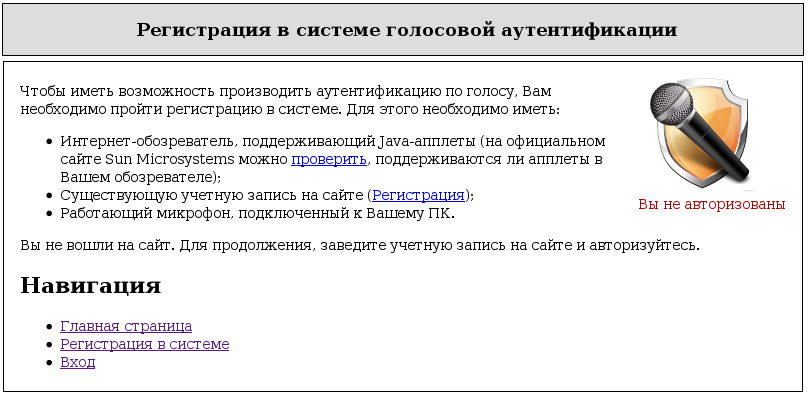 Регистрация в системе голосовой аутентификации
Чтобы иметь возможность производить аутентификацию по голосу, Вам
необходимо пройти регистрацию в системе. Для этого необходимо иметь:
Интернет-обозреватель, поддерживающий Java-апплеты (на официальном
сайте Sun Microsystems можно проверить, поддерживаются ли апплеты в
Вашем обозревателе);
Существующую учетную запись на сайте (Регистрация);
Работающий микрофон, подключенный к Вашему ПК.
Вы не авторизованы
Вы не вошли на сайт. Для продолжения, заведите учетную запись на сайте и авторизуйтесь.
Навигация
Главная страница
Регистрация в системе
Вход